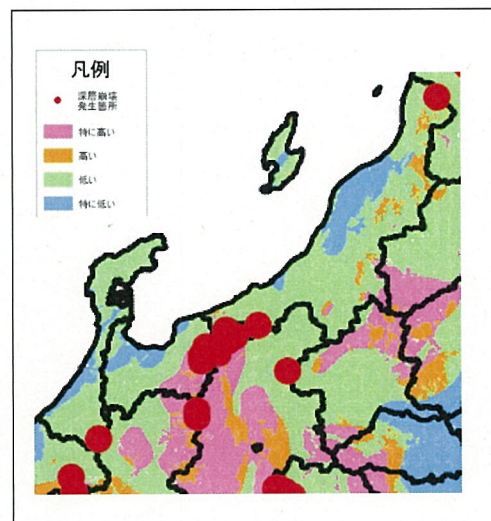 凡例
深層崩壊
発生箇所
特に高い
高い
低い
特に低い